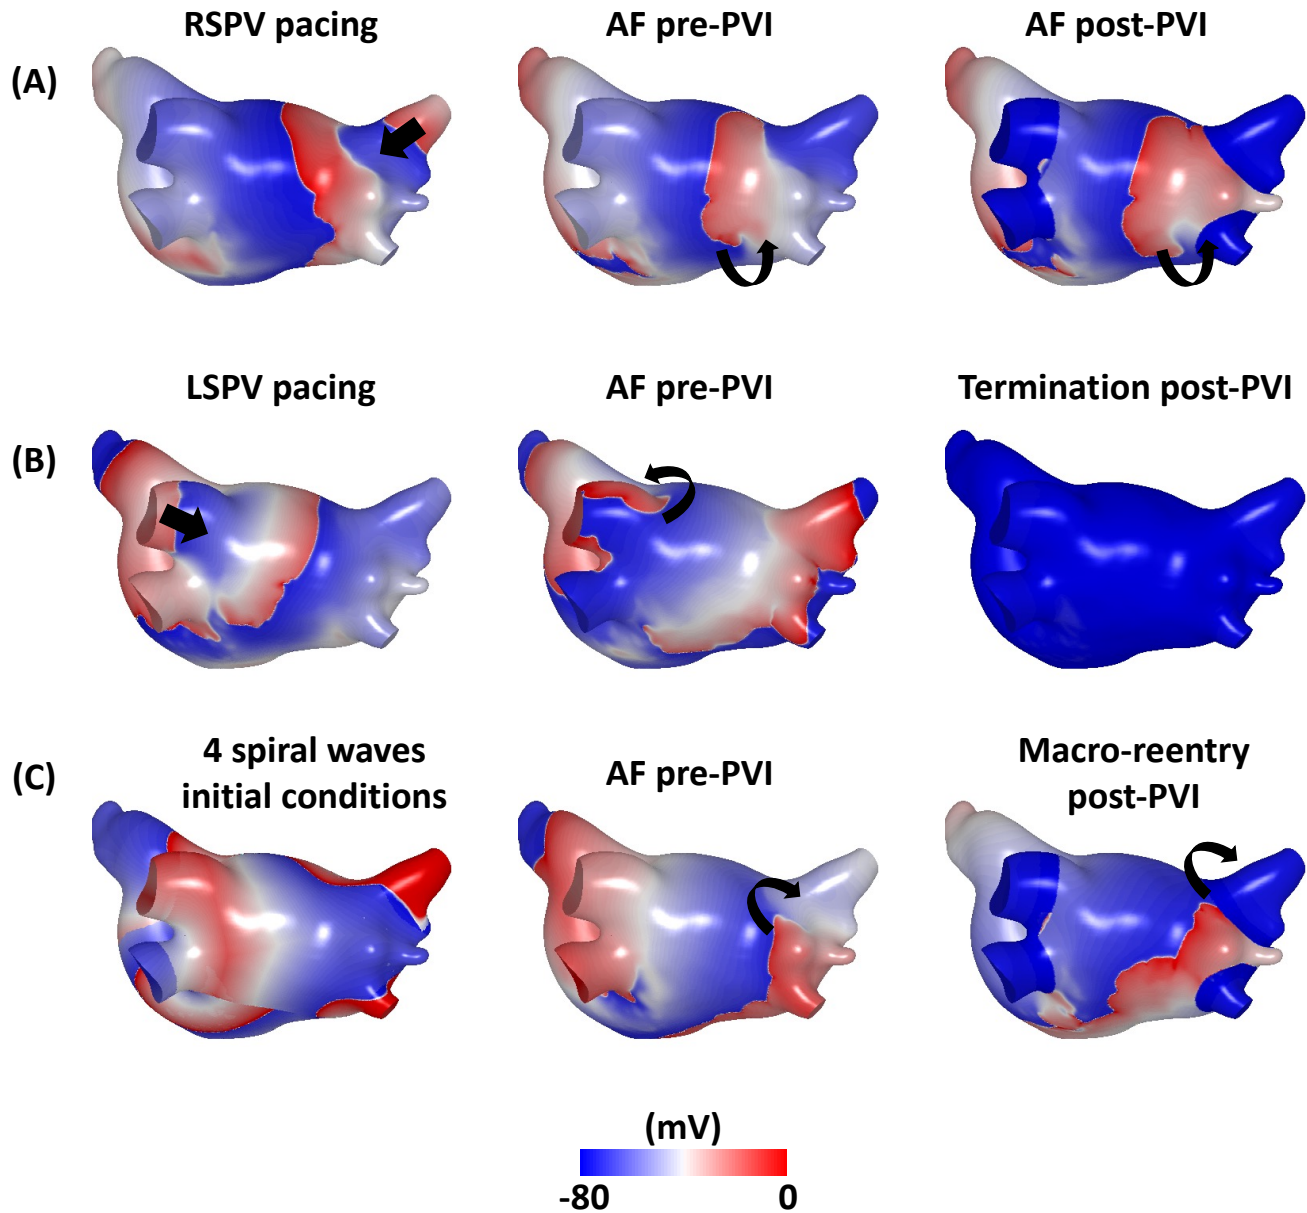 RSPV pacing
AF pre-PVI
AF post-PVI
(A)
LSPV pacing
AF pre-PVI
Termination post-PVI
(B)
4 spiral waves
initial conditions
AF pre-PVI
Macro-reentry
post-PVI
(C)
(mV)
-80
0